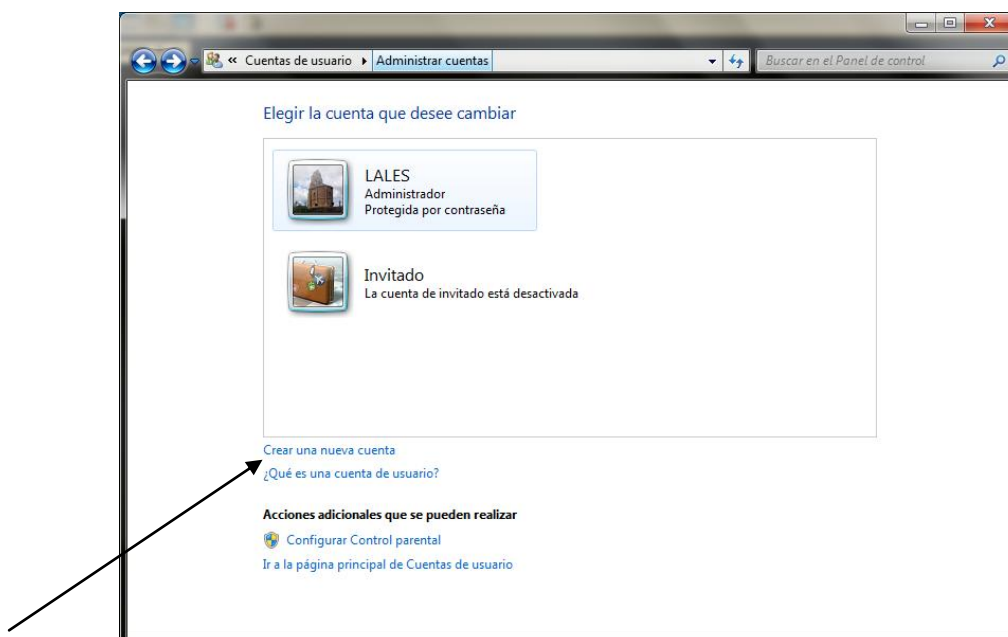 « Cuentas de usuario Administrar cuentas Buscar en el Panel de control
Elegir la cuenta que desee cambiar
LALES
Administrador
Protegida por contraseña
Invitado
La cuenta de invitado está desactivada
Crear una nueva cuenta
¿Qué es una cuenta de usuario?
Acciones adicionales que se pueden realizar
Configurar Control parental
Ir a la página principal de Cuentas de usuario